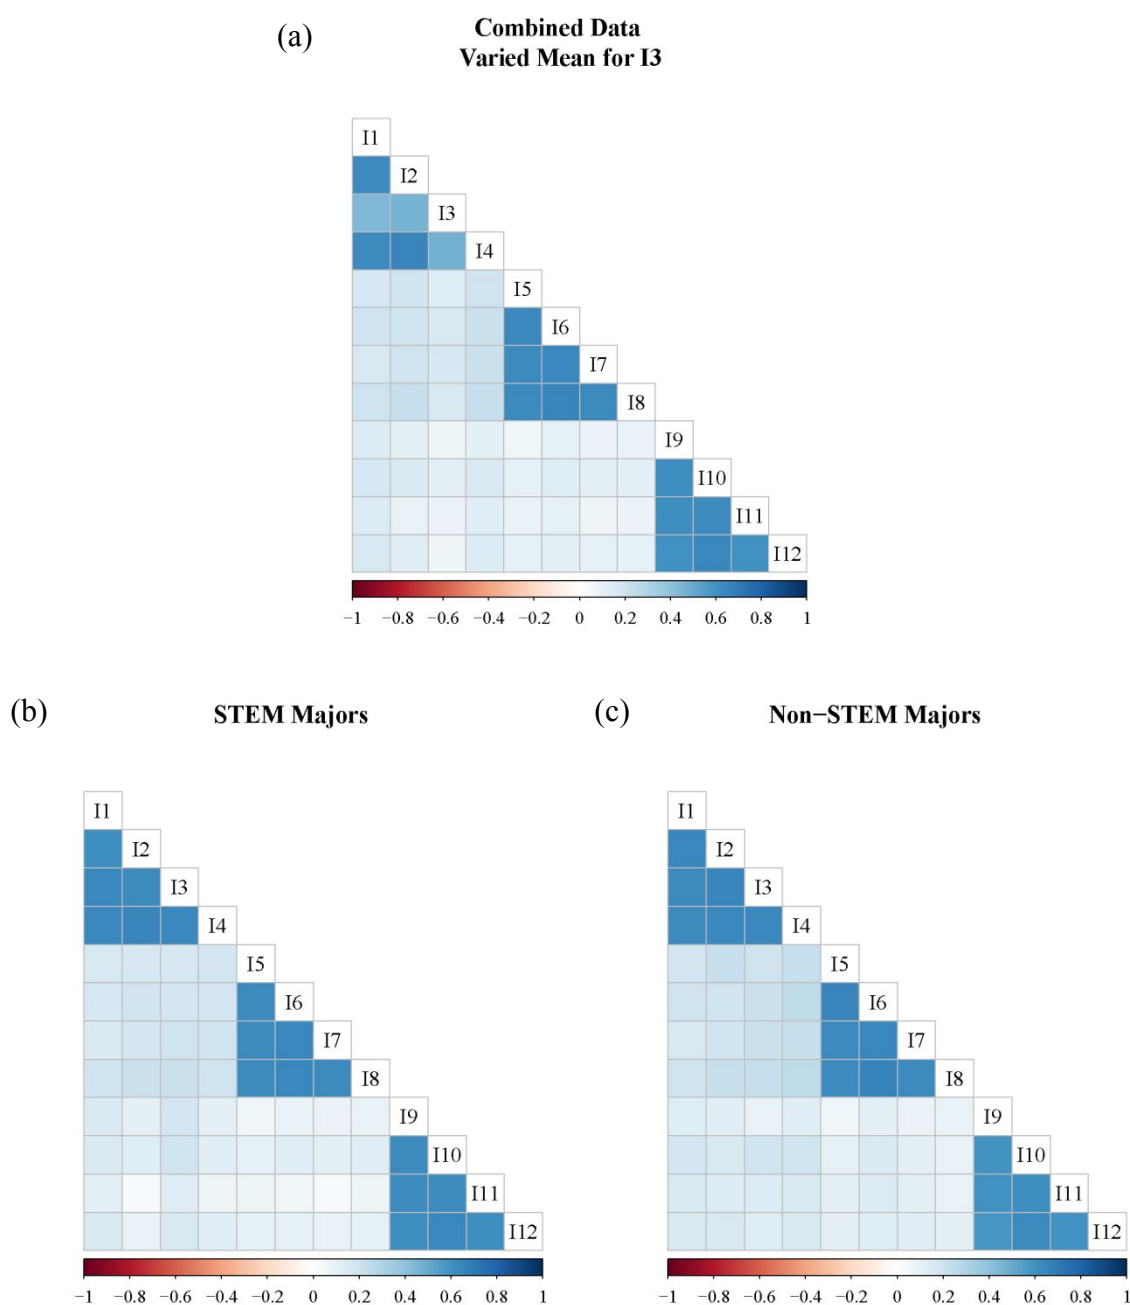 (a)
Combined Data
Varied Mean for I3
I1
I2
I3
I4
I5
I6
I7
I8
I9
I10
I11
I12
−1 −0.8 −0.6 −0.4 −0.2 0 0.2 0.4 0.6 0.8 1
(b)
STEM Majors
I1
I2
I3
I4
I5
I6
I7
I8
I9
I10
I11
I12
−1 −0.8 −0.6 −0.4 −0.2 0 0.2 0.4 0.6 0.8 1
(c)
Non−STEM Majors
I1
I2
I3
I4
I5
I6
I7
I8
I9
I10
I11
I12
−1 −0.8 −0.6 −0.4 −0.2 0 0.2 0.4 0.6 0.8 1